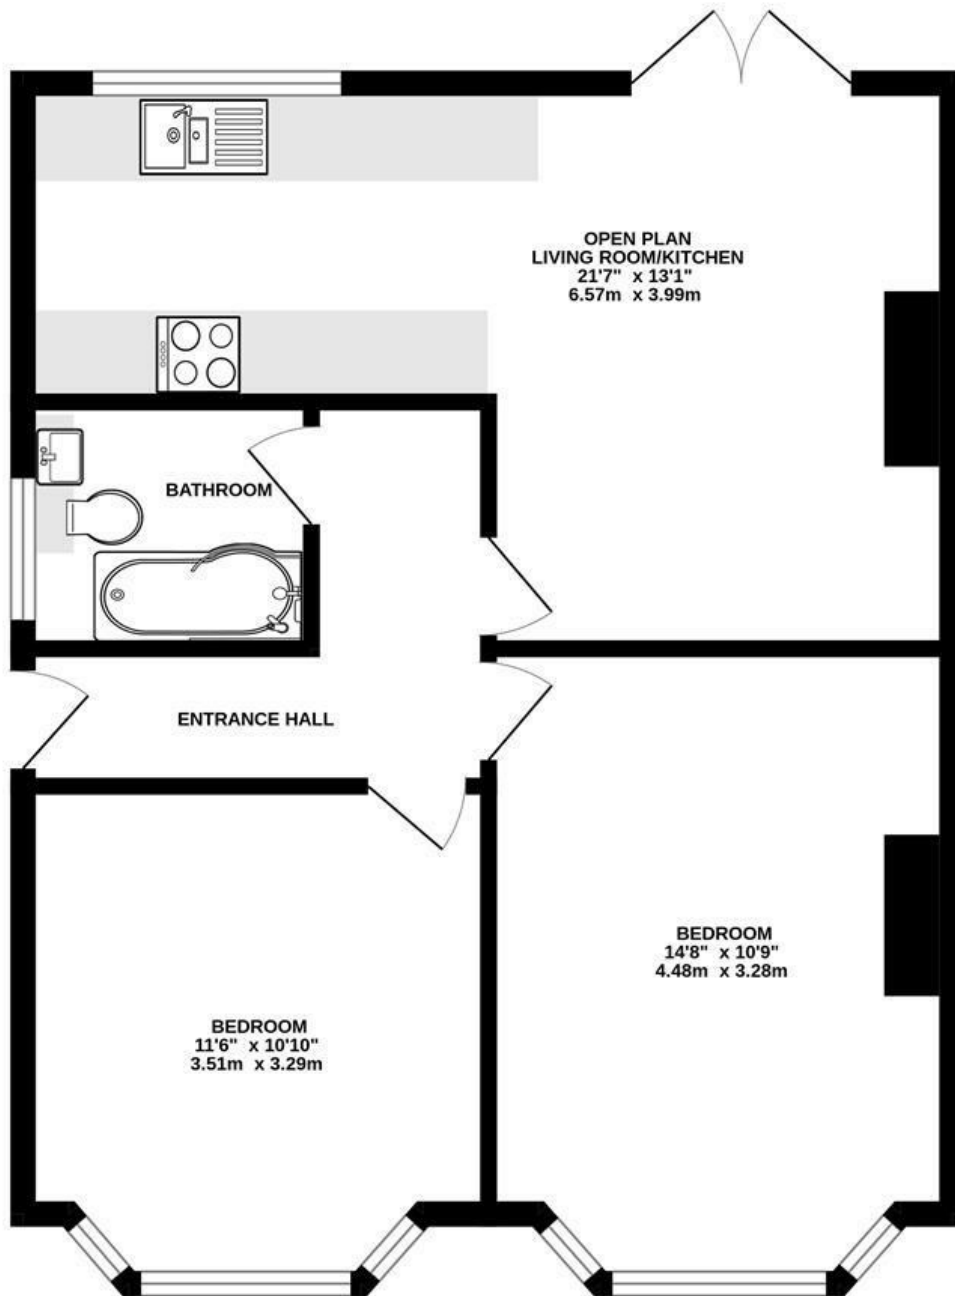 OPEN PLAN
LIVING ROOM/KITCHEN
21'7" x 13'1"
6.57m x 3.99m
BATHROOM
ENTRANCE HALL
BEDROOM
14'8" x 10'9"
4.48m x 3.28m
BEDROOM
11'6" x 10'10"
3.51m x 3.29m